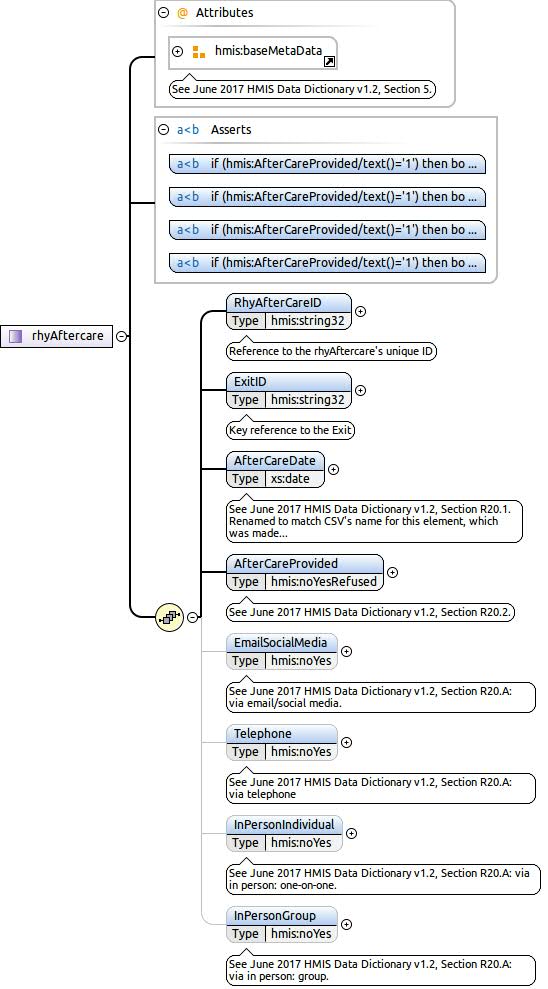 @ Attributes
hmis:baseMetaData
See June 2017 HMIS Data Dictionary v1.2, Section 5.
a<b Asserts
a<b if (hmis:AfterCareProvided/text()='1') then bo ...
a<b if (hmis:AfterCareProvided/text()='1') then bo ...
a<b if (hmis:AfterCareProvided/text()='1') then bo ...
a<b if (hmis:AfterCareProvided/text()='1') then bo ...
rhyAftercare
RhyAfterCareID
Type hmis:string32
Reference to the rhyAftercare's unique ID
ExitID
Type hmis:string32
Key reference to the Exit
AfterCareDate
Type xs:date
See June 2017 HMIS Data Dictionary v1.2, Section R20.1.
Renamed to match CSV's name for this element, which
was made...
AfterCareProvided
Type hmis:noYesRefused
See June 2017 HMIS Data Dictionary v1.2, Section R20.2.
EmailSocialMedia
Type hmis:noYes
See June 2017 HMIS Data Dictionary v1.2, Section R20.A:
via email/social media.
Telephone
Type hmis:noYes
See June 2017 HMIS Data Dictionary v1.2, Section R20.A:
via telephone
InPersonIndividual
Type hmis:noYes
See June 2017 HMIS Data Dictionary v1.2, Section R20.A: via
in person: one-on-one.
InPersonGroup
Type hmis:noYes
See June 2017 HMIS Data Dictionary v1.2, Section R20.A:
via in person: group.